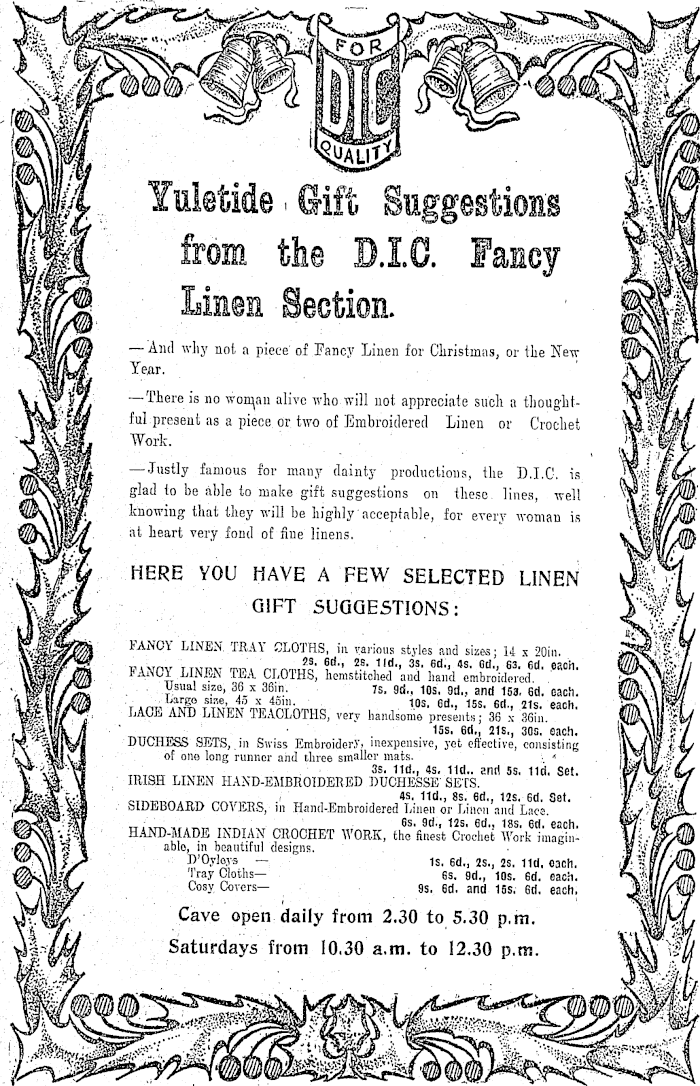 FOR
DIC
QUALITY
Yuletide Gift Suggestions
from the D.I.C. Fancy
Linen Section.
—And why not a piece of Fancy Linen for Christmas, or the New
Year.
—There is no woman alive who will not appreciate such a thought-
ful present as a piece or two of Embroidered Linen or Crochet
Work.
—Justly famous for many dainty productions, the D.I.C. is
glad to be able to make gift suggestions on these lines, well
knowing that they will be highly acceptable, for every woman is
at heart very fond of fine linens.
HERE YOU HAVE A FEW SELECTED LINEN
GIFT SUGGESTIONS:
FANCY LINEN TRAY CLOTHS, in various styles and sizes; 14 x 20in.
2s. 6d., 2s. 11d., 3s. 6d., 4s. 6d., 6s. 6d. each.
FANCY LINEN TEA CLOTHS, hemstitched and hand embroidered.
Usual size, 36 x 36in. 7s. 9d., 10s. 9d., and 15s. 6d. each.
Large size, 45 x 45in. 10s. 6d., 15s. 6d., 21s. each.
LACE AND LINEN TEACLOTHS, very handsome presents; 36 x 36in.
15s. 6d., 21s., 30s. each.
DUCHESS SETS, in Swiss Embroidery, inexpensive, yet effective, consisting
of one long runner and three smaller mats.
3s. 11d., 4s. 11d.. and 5s. 11d. Set.
IRISH LINEN HAND-EMBROIDERED DUCHESSE SETS.
4s. 11d., 8s. 6d., 12s. 6d. Set.
SIDEBOARD COVERS, in Hand-Embroidered Linen or Linen and Lace.
6s. 9d., 12s. 6d., 18s. 6d. each.
HAND-MADE INDIAN CROCHET WORK, the finest Crochet Work imagin-
able, in beautiful designs.
D'Oyleys — 1s. 6d., 2s., 2s. 11d. each.
Tray Cloths— 6s. 9d., 10s. 6d. each.
Cosy Covers— 9s. 6d. and 15s. 6d. each.
Cave open daily from 2.30 to 5.30 p.m.
Saturdays from 10.30 a.m. to 12.30 p.m.